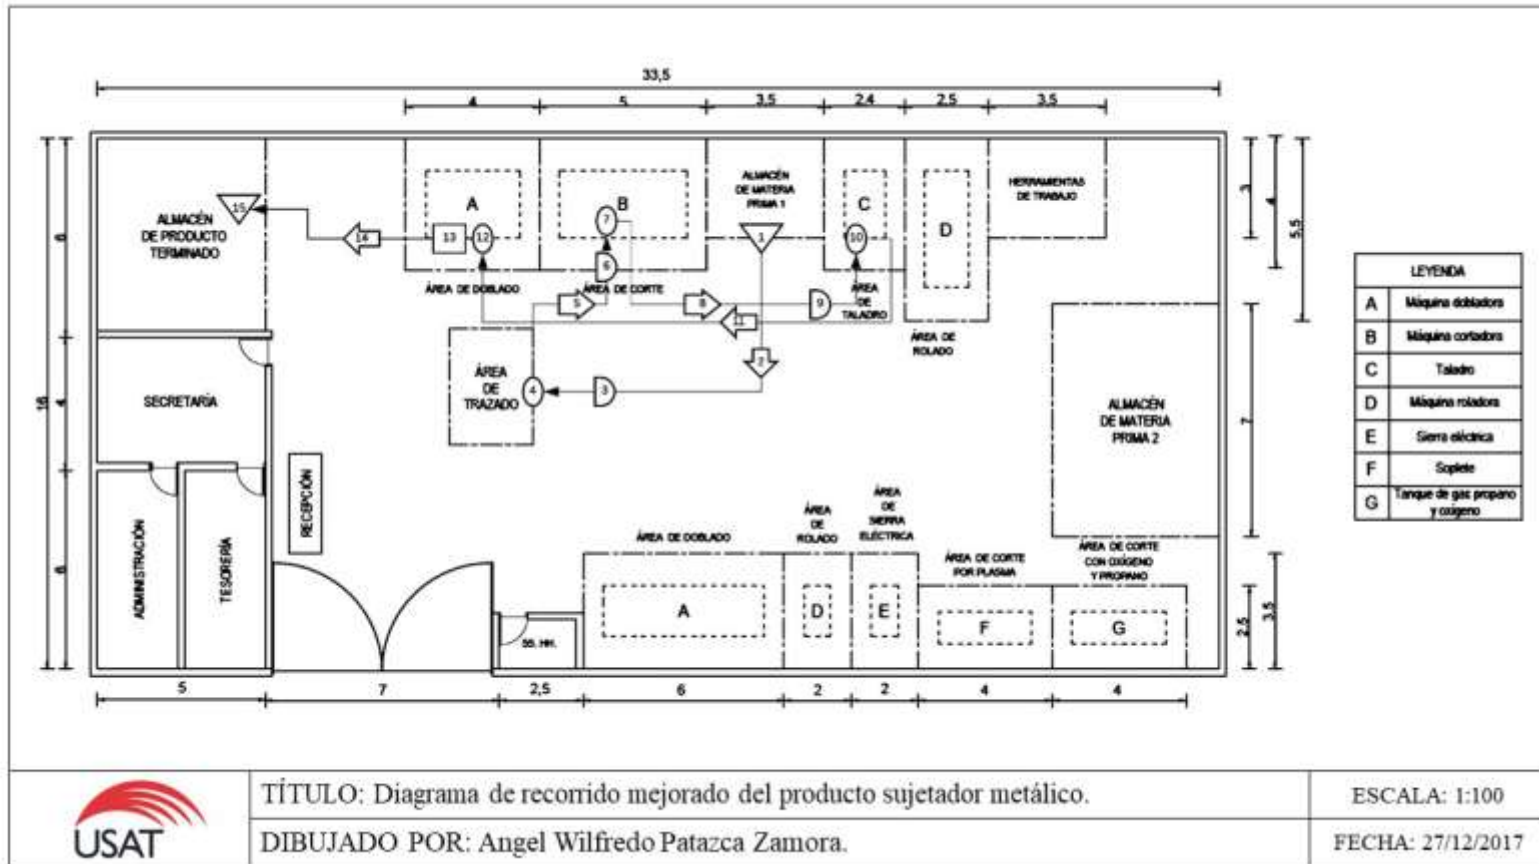 33,5
4
5
3,5
2.4
2.5
3,5
ALMACÉN
DE PRODUCTO
TERMINADO
15
14
13
12
A
B
7
6
ALMACÉN
DE MATERIA
PRIMA 1
1
C
10
D
HERRAMIENTAS
DE TRABAJO
3
4
5,5
ÁREA DE DOBLADO
ÁREA DE CORTE
5
8
9
11
2
ÁREA
DE
TALADRO
ÁREA DE
ROLADO
ÁREA
DE
TRAZADO
4
3
16
6
4
6
SECRETARÍA
ADMINISTRACIÓN
TESORERÍA
RECEPCIÓN
SS. HH.
ALMACÉN
DE MATERIA
PRIMA 2
7
ÁREA DE DOBLADO
ÁREA
DE
ROLADO
ÁREA
DE
SIERRA
ELÉCTRICA
ÁREA DE CORTE
POR PLASMA
ÁREA DE CORTE
CON OXÍGENO
Y PROPANO
A
D
E
F
G
2.5
3,5
5
7
2,5
6
2
2
4
4
LEYENDA
A Máquina dobladora
B Máquina cortadora
C Taladro
D Máquina roladora
E Sierra eléctrica
F Soplete
G Tanque de gas propano
y oxígeno
USAT
TÍTULO: Diagrama de recorrido mejorado del producto sujetador metálico.
ESCALA: 1:100
DIBUJADO POR: Angel Wilfredo Patazca Zamora.
FECHA: 27/12/2017